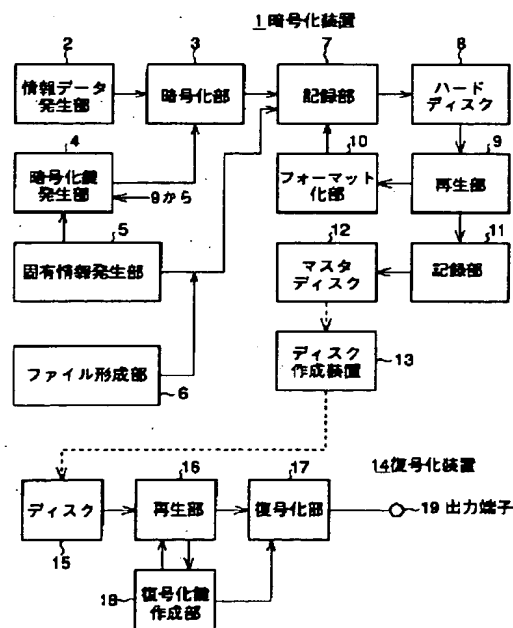 1 暗号化装置
2
3
7
8
情報データ
発生部
暗号化部
記録部
ハード
ディスク
4
10
9
暗号化鍵
発生部
9から
フォーマット
化部
再生部
5
12
11
固有情報発生部
マスタ
ディスク
記録部
ファイル形成部
6
ディスク
作成装置
13
16
17
14 復号化装置
ディスク
再生部
復号化部
19 出力端子
15
18
復号化鍵
作成部